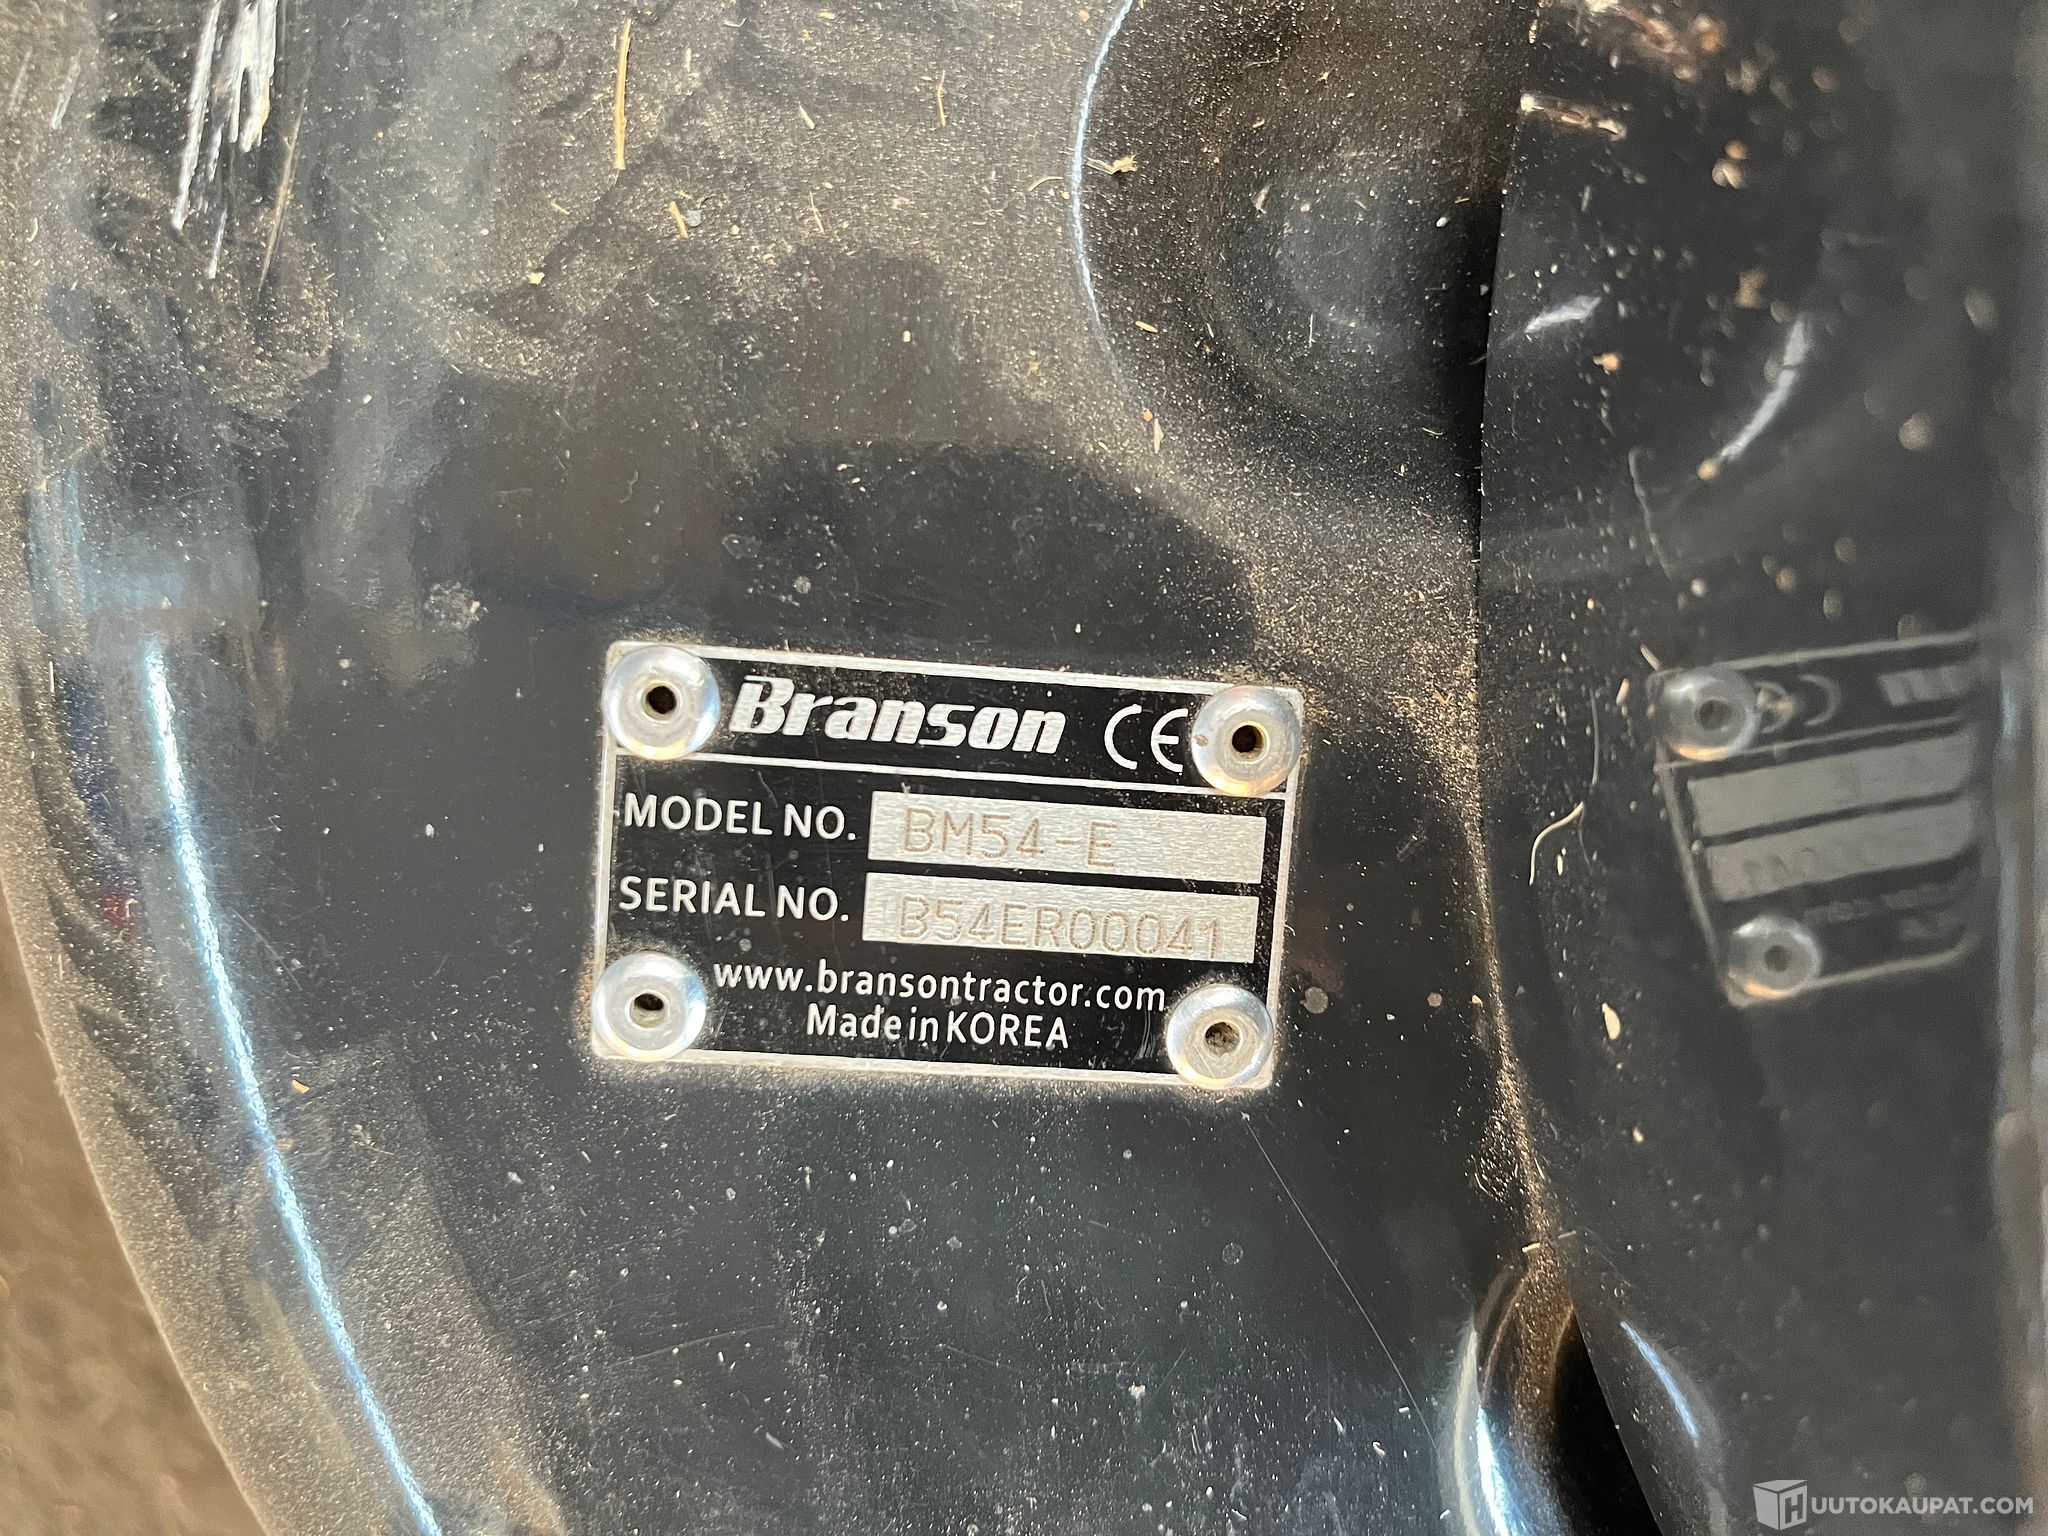 Branson CE
MODEL NO. BM54-E
SERIAL NO. B54ER00041
www.bransontractor.com
Made in KOREA
HUUTOKAUPAT.COM